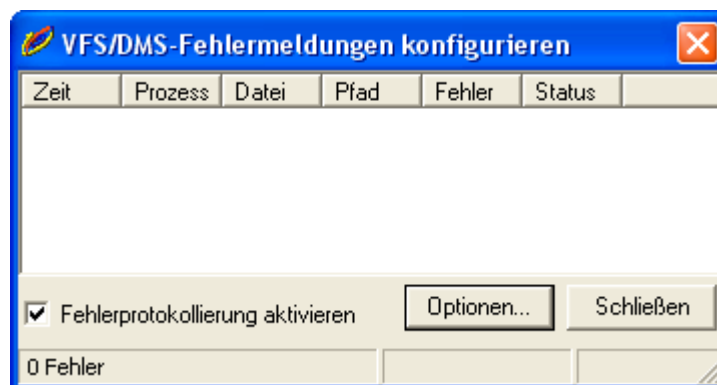 VFS/DMS-Fehlermeldungen konfigurieren
Zeit Prozess Datei Pfad Fehler Status
Fehlerprotokollierung aktivieren Optionen... Schließen
0 Fehler